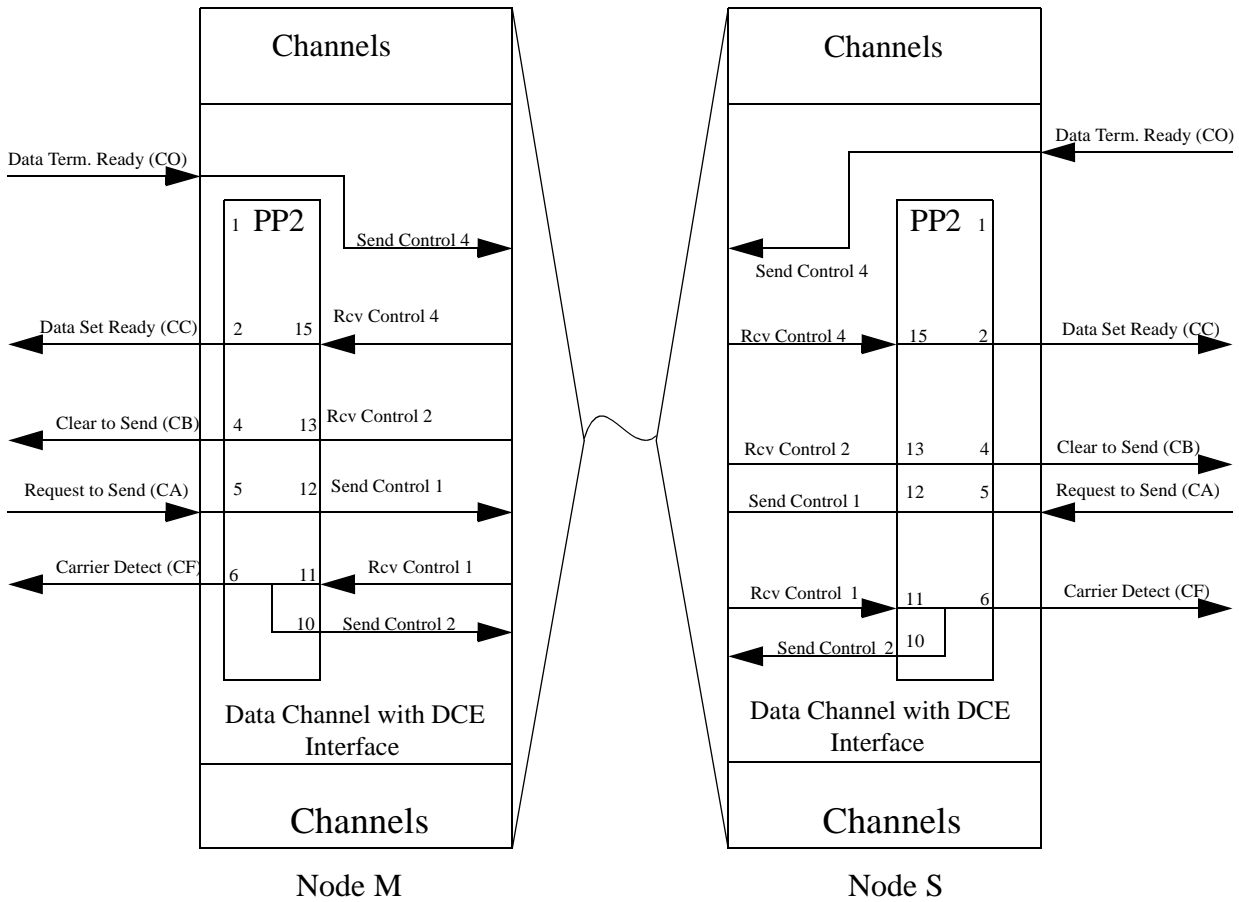 Channels
Data Term. Ready (CO)
1 PP2
Send Control 4
Data Set Ready (CC)
2 15
Rcv Control 4
Clear to Send (CB)
4 13
Rcv Control 2
Request to Send (CA)
5 12
Send Control 1
Carrier Detect (CF)
6 11
Rcv Control 1
10
Send Control 2
Data Channel with DCE
Interface
Channels
Node M
Channels
Data Term. Ready (CO)
PP2 1
Send Control 4
Rcv Control 4
15 2
Data Set Ready (CC)
Rcv Control 2
13 4
Clear to Send (CB)
Send Control 1
12 5
Request to Send (CA)
Rcv Control 1
11 6
Carrier Detect (CF)
Send Control 2
10
Data Channel with DCE
Interface
Channels
Node S